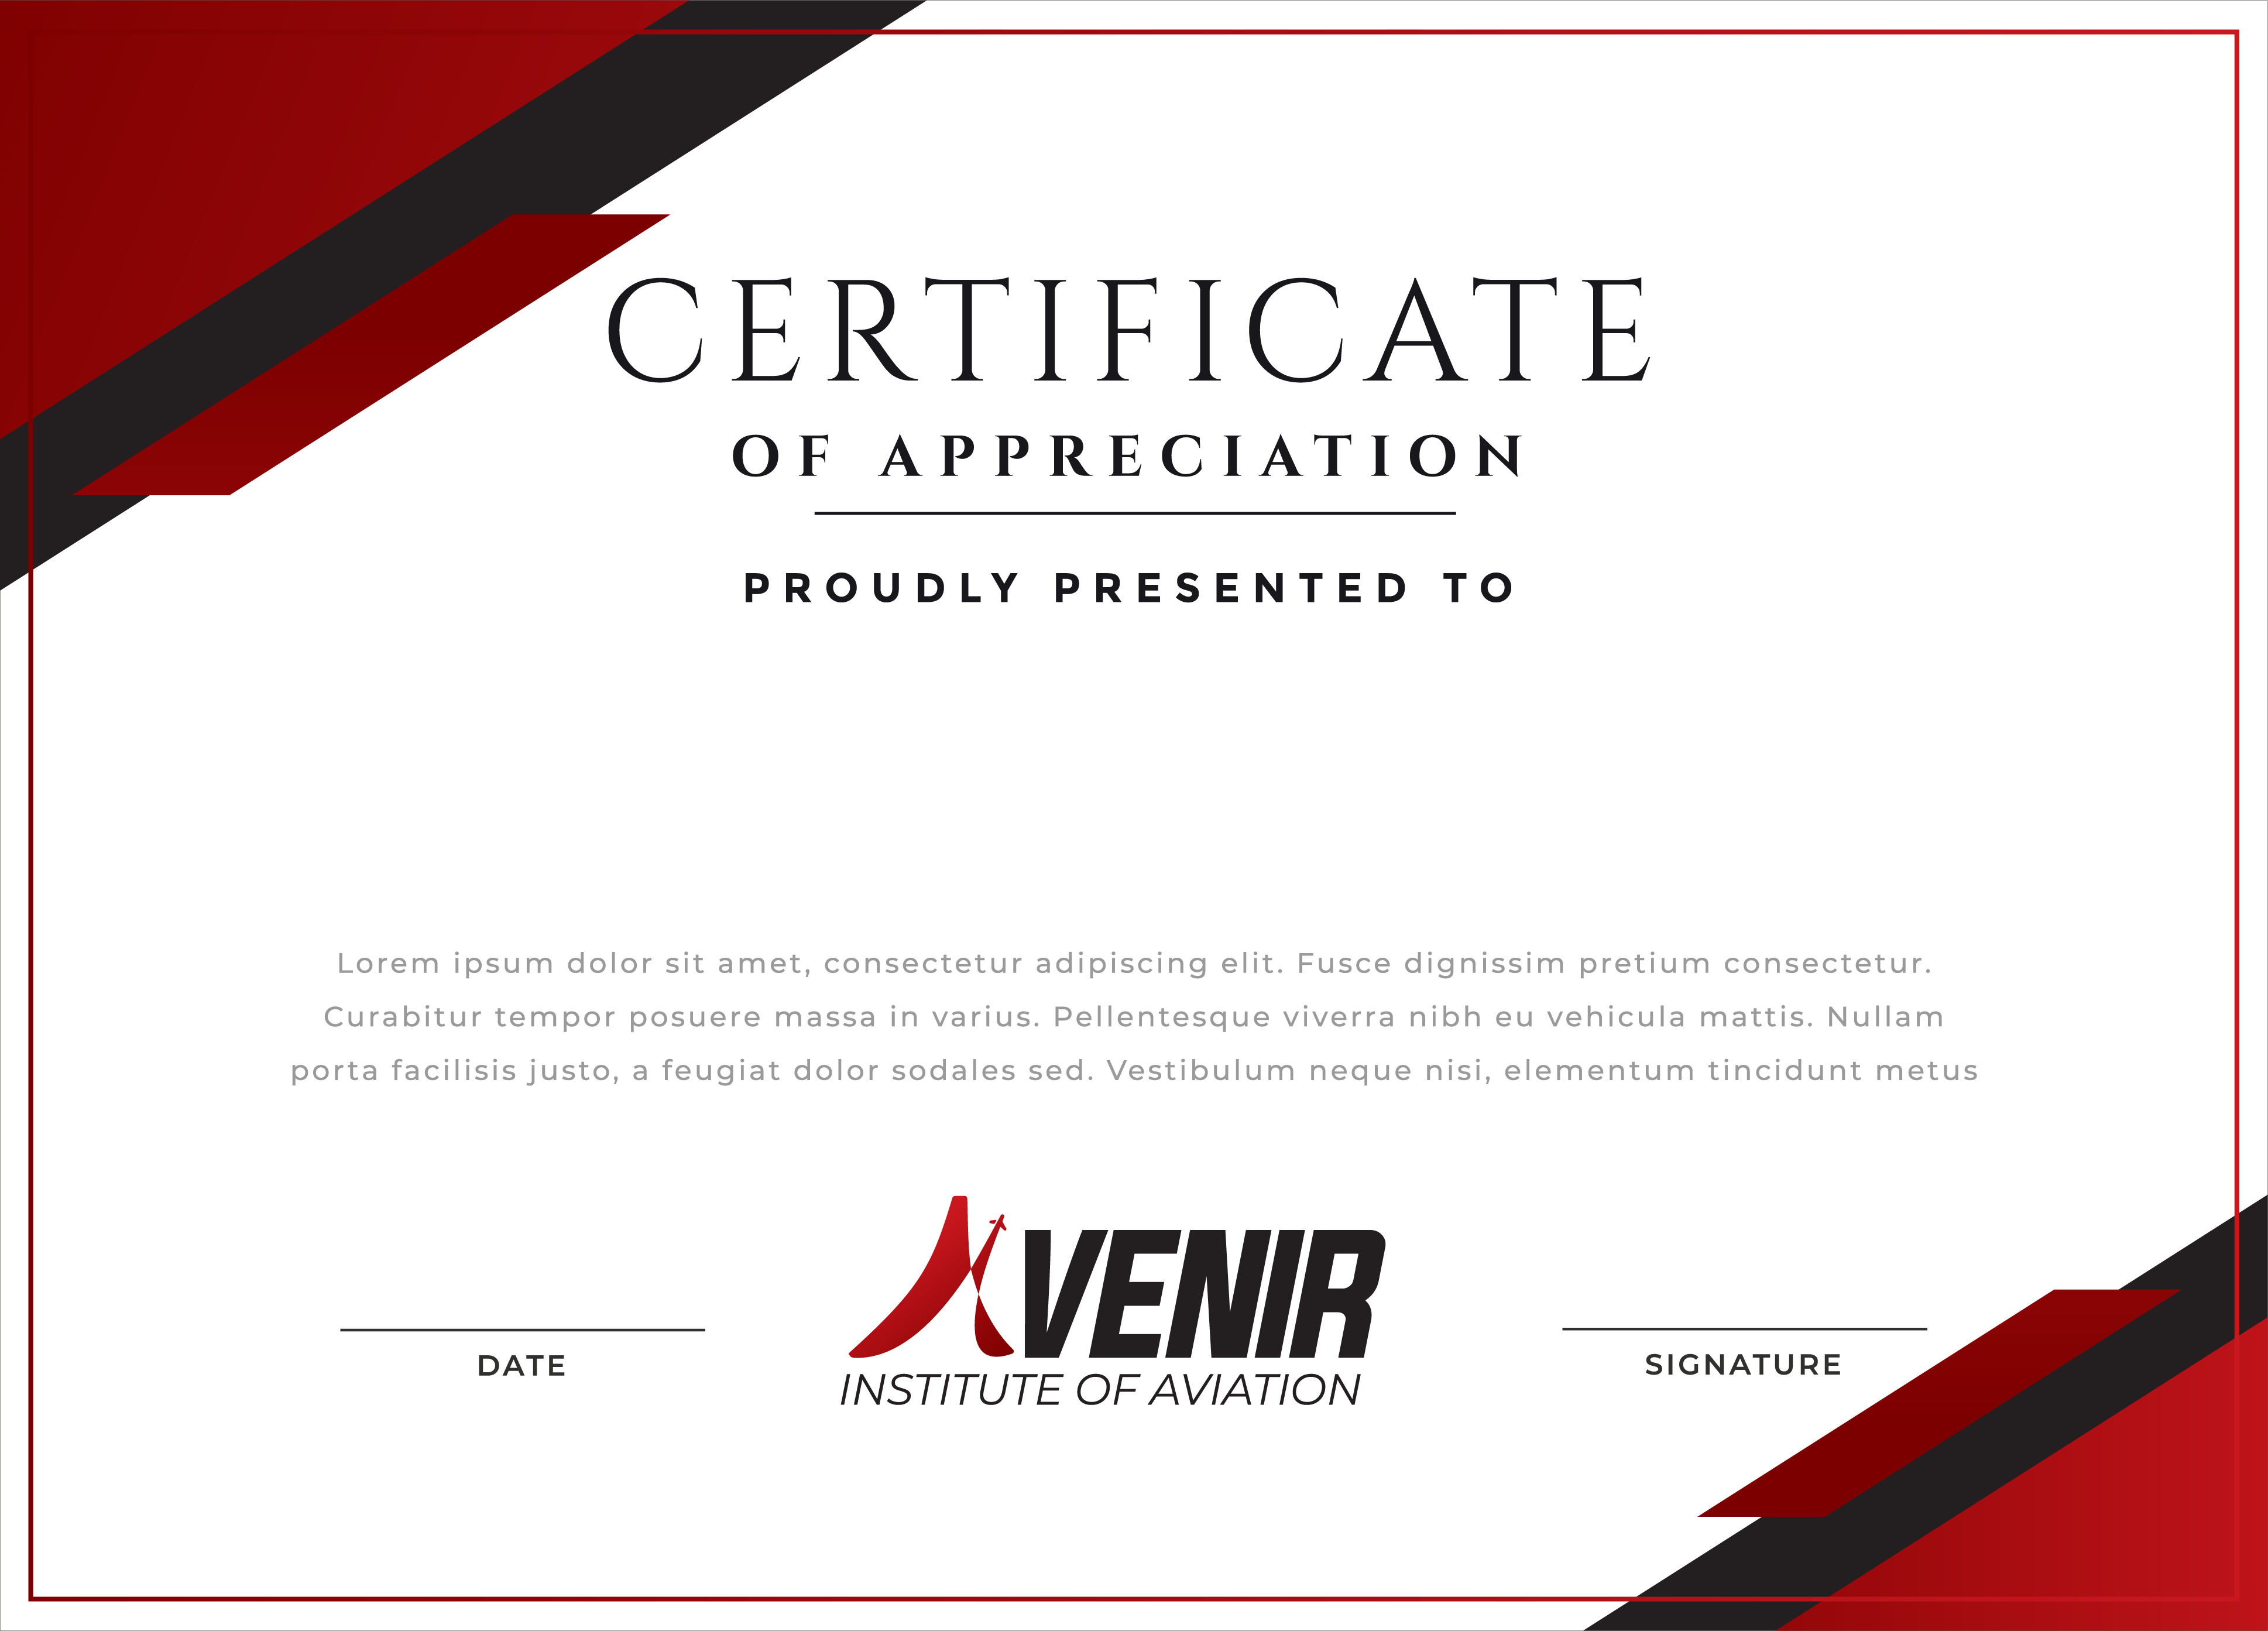 CERTIFICATE
OF APPRECIATION
PROUDLY PRESENTED TO
Lorem ipsum dolor sit amet, consectetur adipiscing elit. Fusce dignissim pretium consectetur.
Curabitur tempor posuere massa in varius. Pellentesque viverra nibh eu vehicula mattis. Nullam
porta facilisis justo, a feugiat dolor sodales sed. Vestibulum neque nisi, elementum tincidunt metus
DATE
AVENIR
INSTITUTE OF AVIATION
SIGNATURE